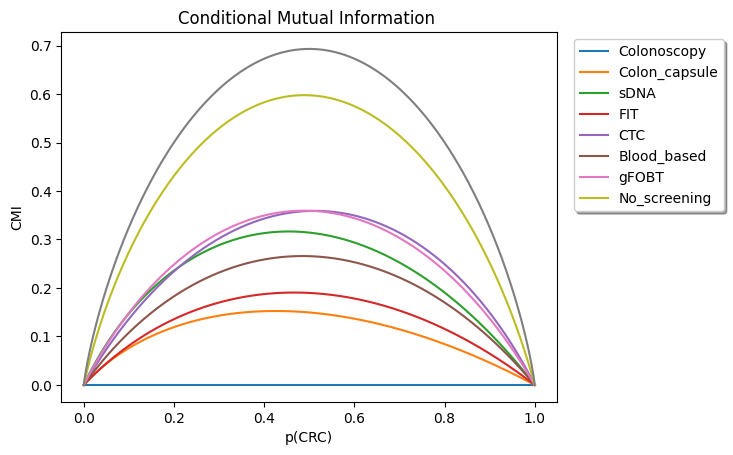 Conditional Mutual Information
CMI
0.7
0.6
0.5
0.4
0.3
0.2
0.1
0.0
0.0 0.2 0.4 0.6 0.8 1.0
p(CRC)
Colonoscopy
Colon_capsule
sDNA
FIT
CTC
Blood_based
gFOBT
No_screening